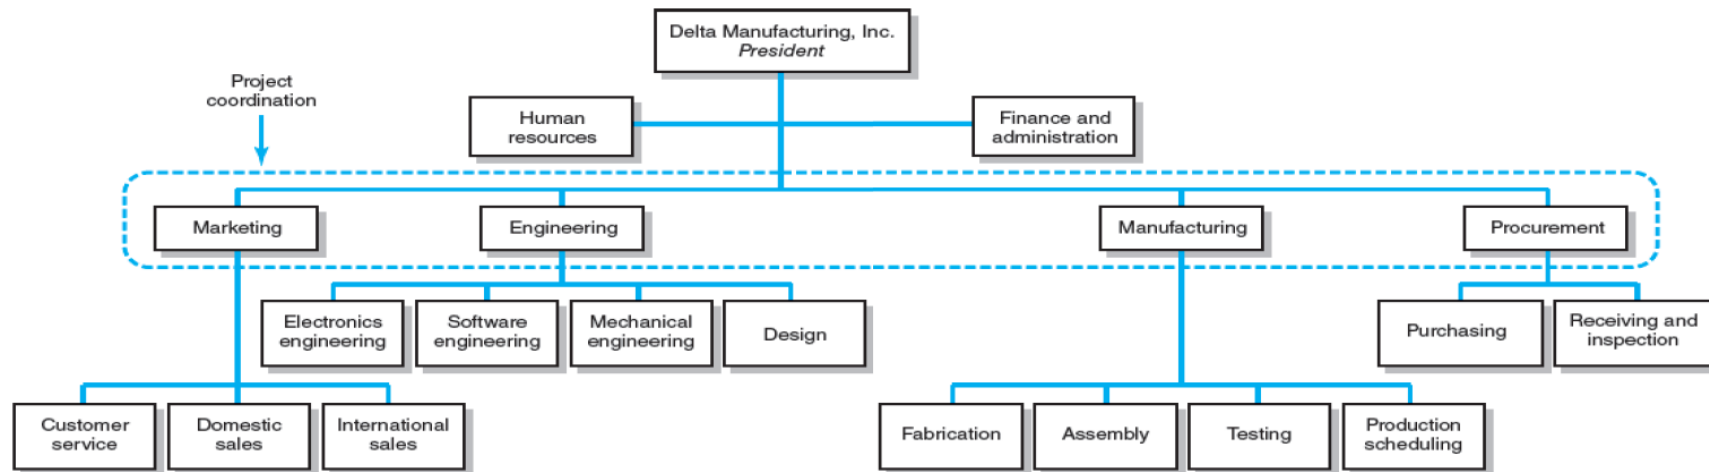 Delta Manufacturing, Inc.
President
Project
coordination
Human
resources
Finance and
administration
Marketing
Engineering
Manufacturing
Procurement
Electronics
engineering
Software
engineering
Mechanical
engineering
Design
Purchasing
Receiving and
inspection
Customer
service
Domestic
sales
International
sales
Fabrication
Assembly
Testing
Production
scheduling